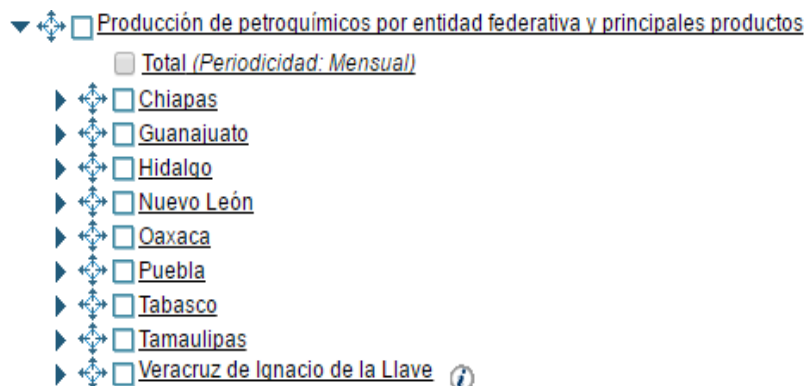 Producción de petroquímicos por entidad federativa y principales productos
Total (Periodicidad: Mensual)
Chiapas
Guanajuato
Hidalgo
Nuevo León
Oaxaca
Puebla
Tabasco
Tamaulipas
Veracruz de Ignacio de la Llave i